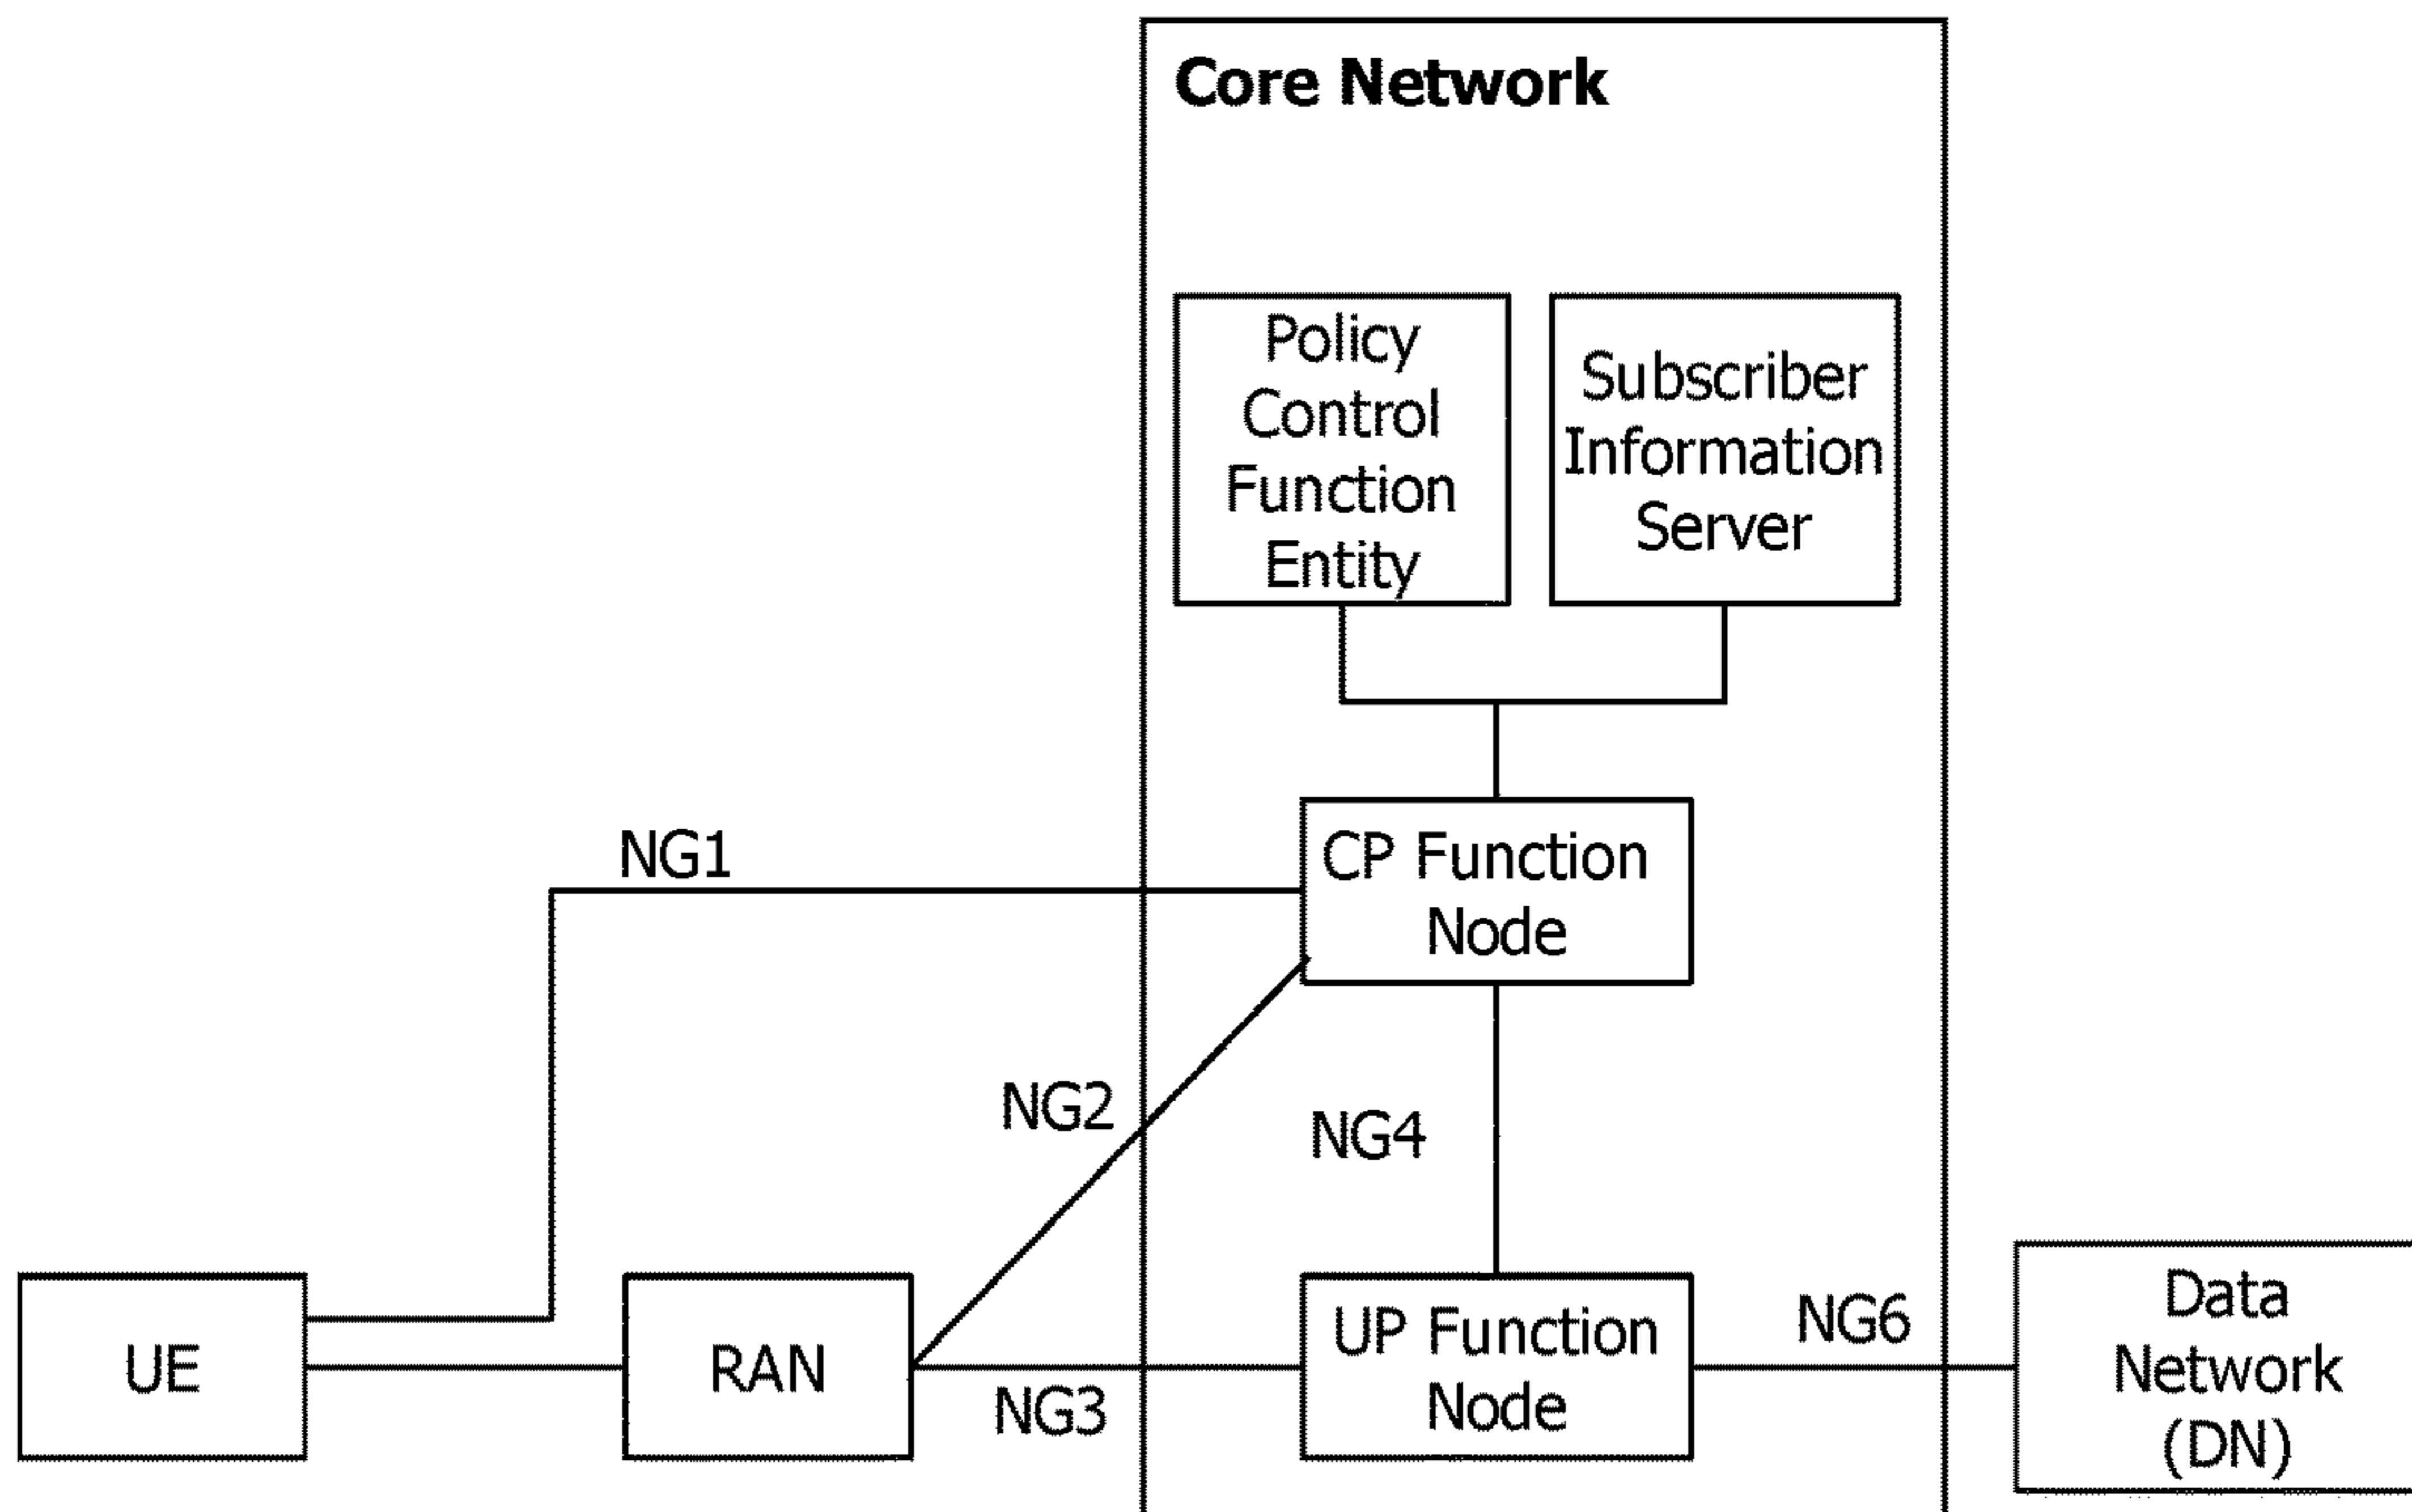 Core Network
Policy
Control
Function
Entity
Subscriber
Information
Server
NG1
CP Function
Node
NG2
NG4
UE
RAN
NG3
UP Function
Node
NG6
Data
Network
(DN)